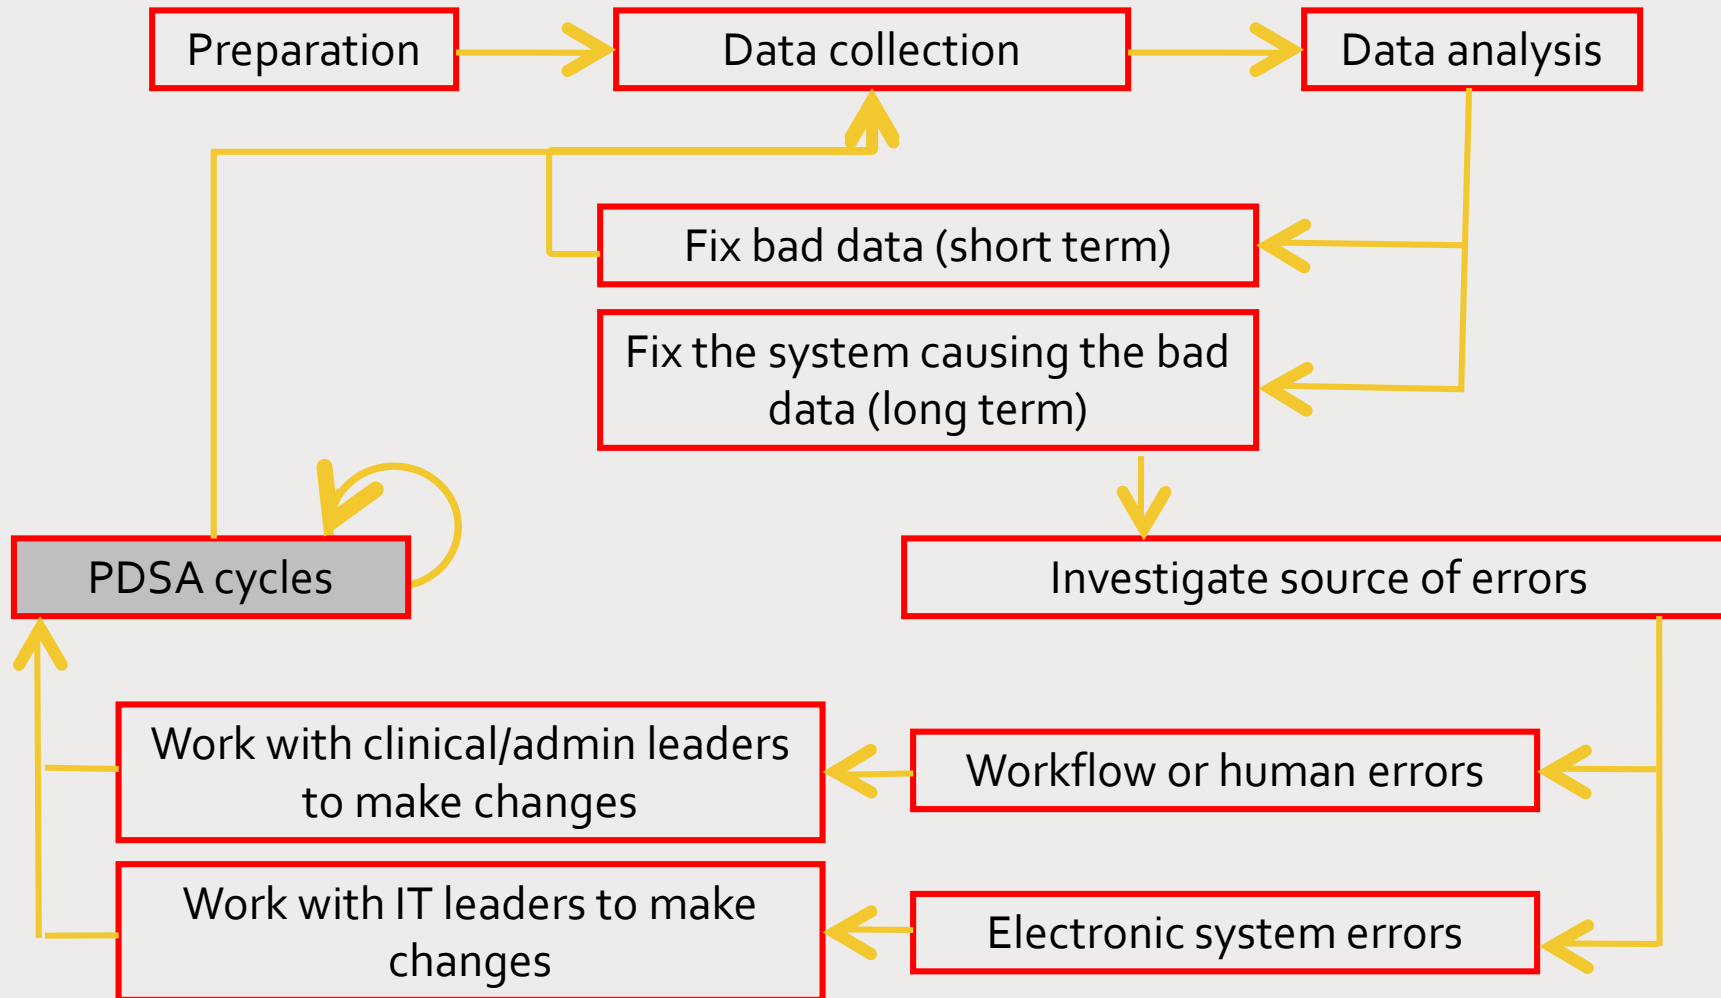 Preparation
Data collection
Data analysis
Fix bad data (short term)
Fix the system causing the bad
data (long term)
PDSA cycles
Investigate source of errors
Work with clinical/admin leaders
to make changes
Workflow or human errors
Work with IT leaders to make
changes
Electronic system errors